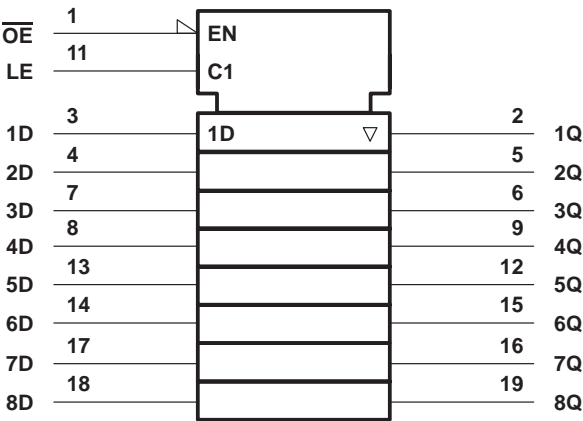 1
OE EN
11
LE C1
3 2
1D 1D ▽ 1Q
4 5
2D 2Q
7 6
3D 3Q
8 9
4D 4Q
13 12
5D 5Q
14 15
6D 6Q
17 16
7D 7Q
18 19
8D 8Q